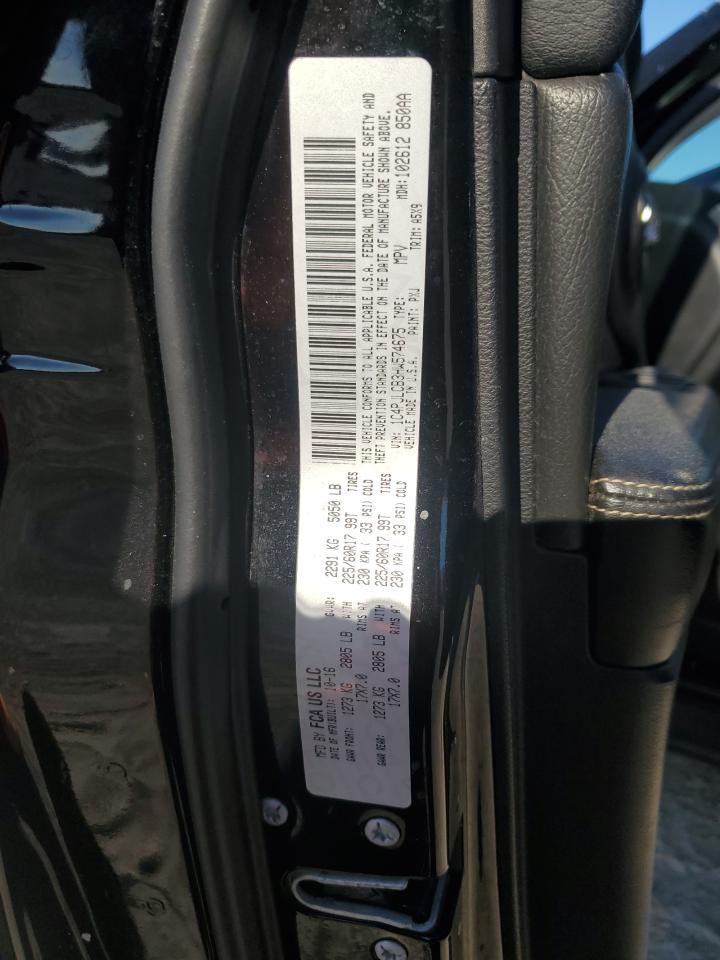 MFD BY FCA US LLC
DATE OF MFR(BUILT): 10-16 GVWR: 2291 KG 5050 LB
GAWR FRONT: 1273 KG 2805 LB WITH 225/60R17 99T TIRES
17X7.0 RIMS AT 230 KPA ( 33 PSI) COLD
GAWR REAR: 1273 KG 2805 LB WITH 225/60R17 99T TIRES
17X7.0 RIMS AT 230 KPA ( 33 PSI) COLD
THIS VEHICLE CONFORMS TO ALL APPLICABLE U.S.A. FEDERAL MOTOR VEHICLE SAFETY AND
THEFT PREVENTION STANDARDS IN EFFECT ON THE DATE OF MANUFACTURE SHOWN ABOVE.
VIN: 1C4PJLCB3HW574675 TYPE: MPV MDH: 102612 850AA
VEHICLE MADE IN U.S.A. PAINT: PXJ TRIM: A5X9